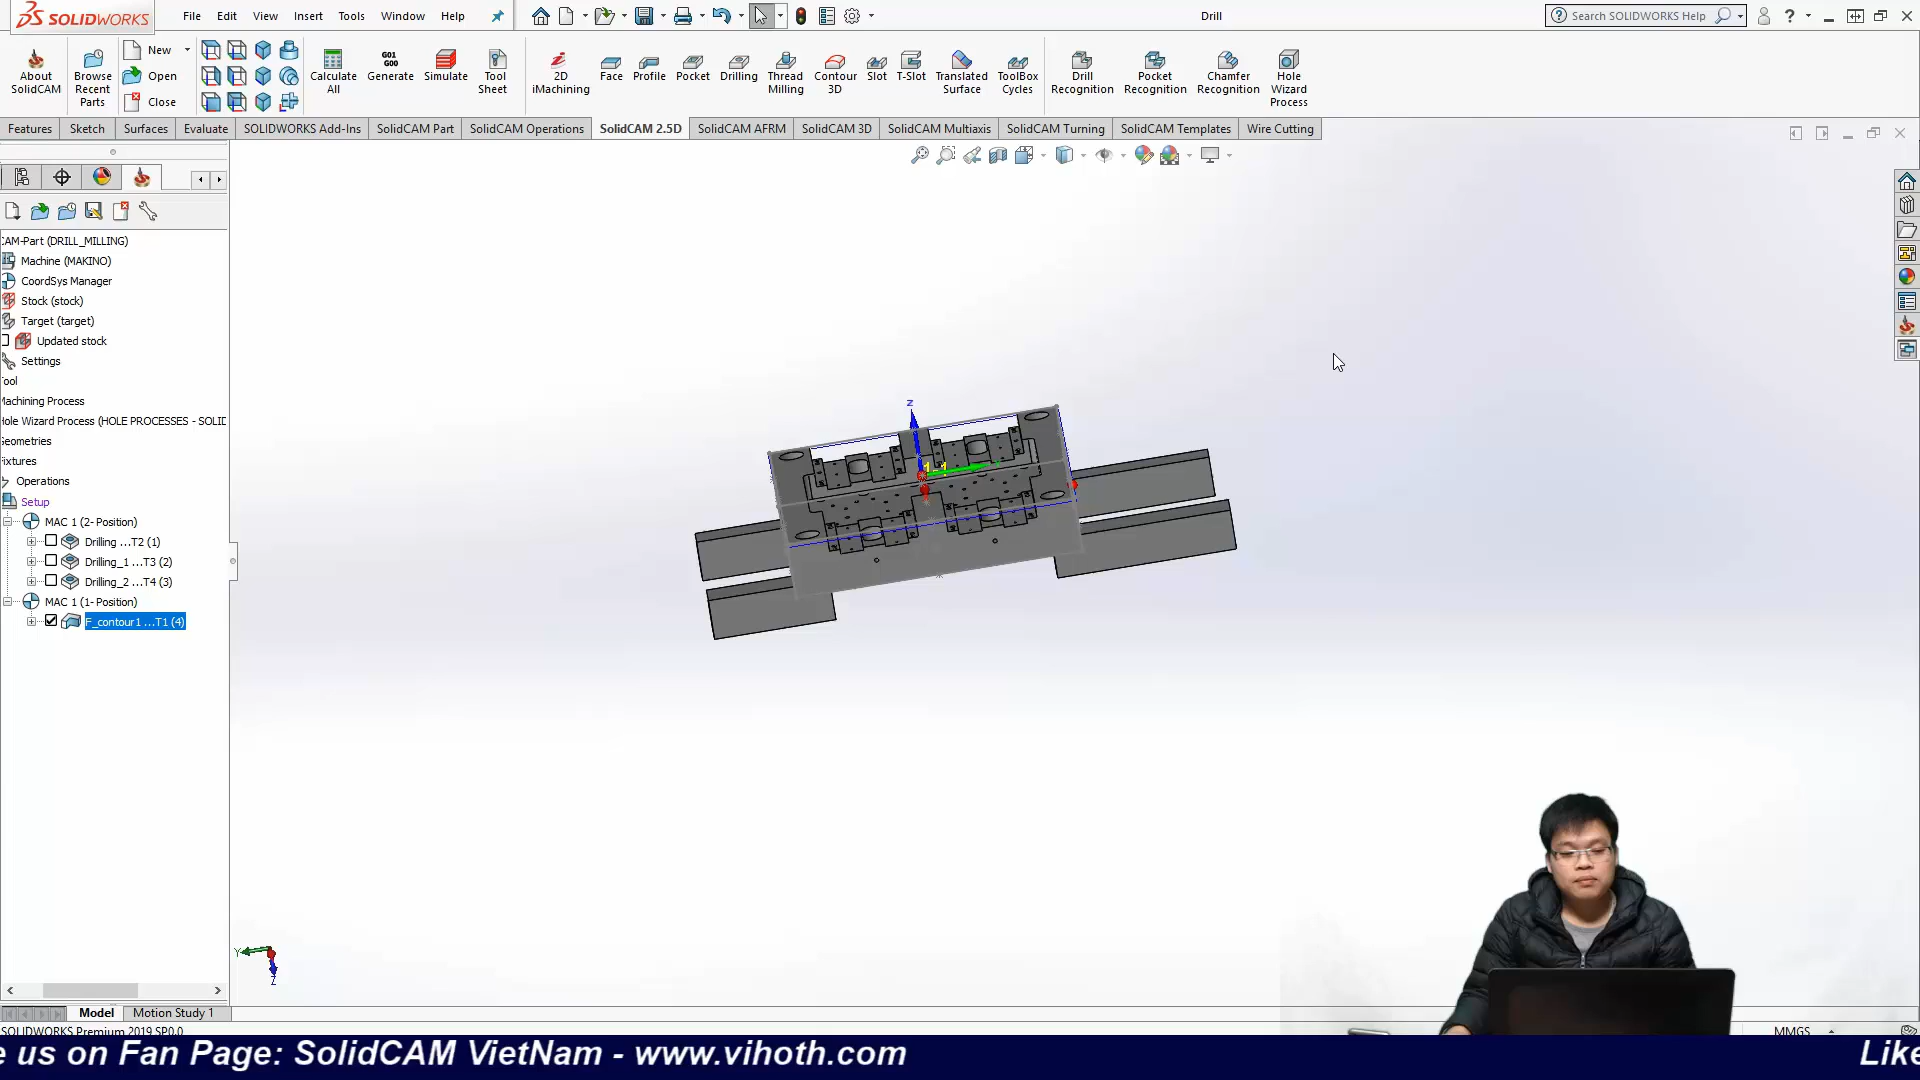 SOLIDWORKS
File Edit View Insert Tools Window Help
Drill
Search SOLIDWORKS Help
About SolidCAM
Browse Recent Parts
New
Open
Close
Calculate All
G01 G00
Generate
Simulate
Tool Sheet
2D iMachining
Face
Profile
Pocket
Drilling
Thread Milling
Contour 3D
Slot
T-Slot
Translated Surface
ToolBox Cycles
Drill Recognition
Pocket Recognition
Chamfer Recognition
Hole Wizard Process
Features Sketch Surfaces Evaluate SOLIDWORKS Add-Ins SolidCAM Part SolidCAM Operations SolidCAM 2.5D SolidCAM AFRM SolidCAM 3D SolidCAM Multiaxis SolidCAM Turning SolidCAM Templates Wire Cutting
CAM-Part (DRILL_MILLING)
Machine (MAKINO)
CoordSys Manager
Stock (stock)
Target (target)
Updated stock
Settings
ool
Machining Process
Hole Wizard Process (HOLE PROCESSES - SOLID
Geometries
ixtures
Operations
Setup
MAC 1 (2- Position)
Drilling ...T2 (1)
Drilling_1 ...T3 (2)
Drilling_2 ...T4 (3)
MAC 1 (1- Position)
F_contour1 ...T1 (4)
Z
Y
Z
Model Motion Study 1
SOLIDWORKS Premium 2019 SP0.0
MMGS
e us on Fan Page: SolidCAM VietNam - www.vihoth.com
Like